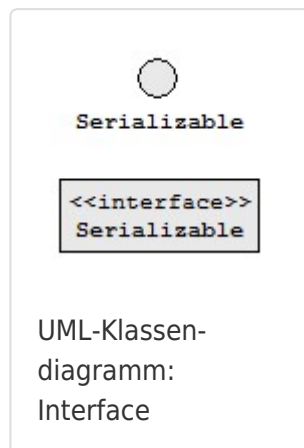 Serializable
<<interface>>
Serializable
UML-Klassen-
diagramm:
Interface